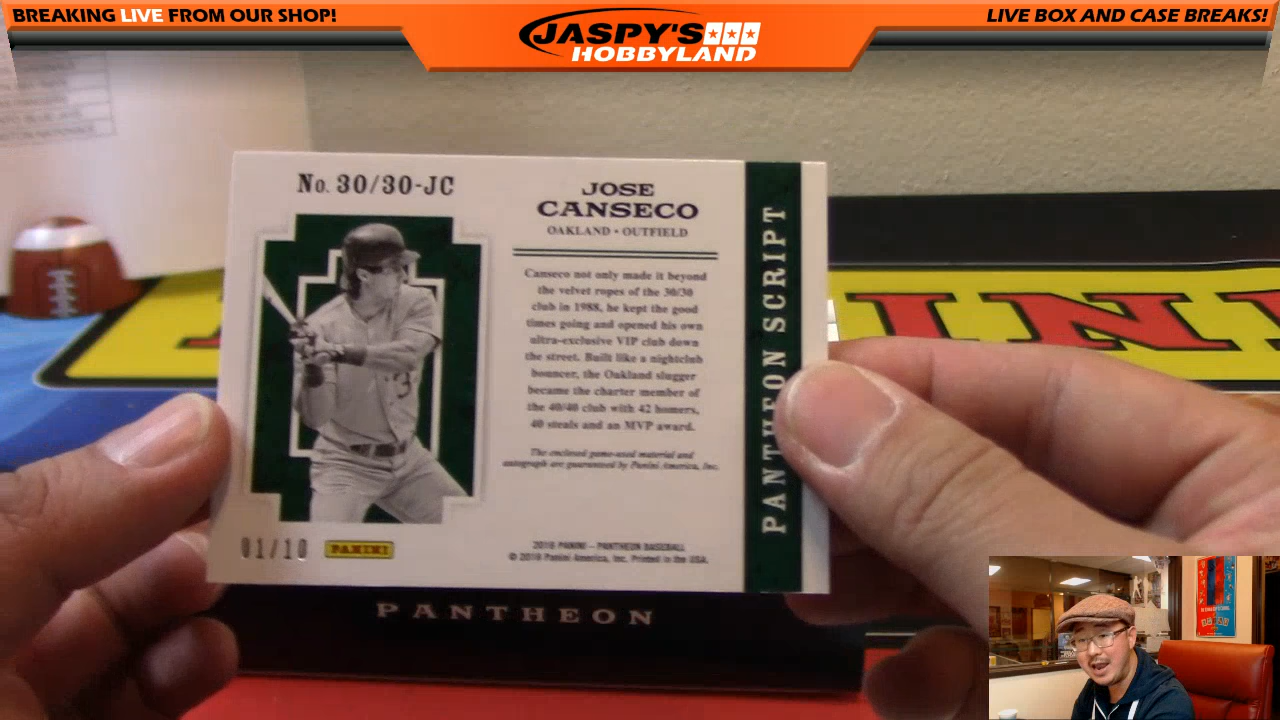 BREAKING LIVE FROM OUR SHOP!
JASPY'S
HOBBYLAND
LIVE BOX AND CASE BREAKS!
No. 30/30-JC
JOSE
CANSECO
OAKLAND • OUTFIELD
Canseco not only made it beyond
the velvet ropes of the 30/30
club in 1988, he kept the good
times going and opened his own
ultra-exclusive VIP club down
the street. Built like a nightclub
bouncer, the Oakland slugger
became the charter member of
the 40/40 club with 42 homers,
40 steals and an MVP award.
The enclosed game-used material and
autograph are guaranteed by Panini America, Inc.
01/10
PANINI
2018 PANINI – PANTHEON BASEBALL
© 2018 Panini America, Inc. Printed in the USA.
PANTHEON SCRIPT
PANTHEON